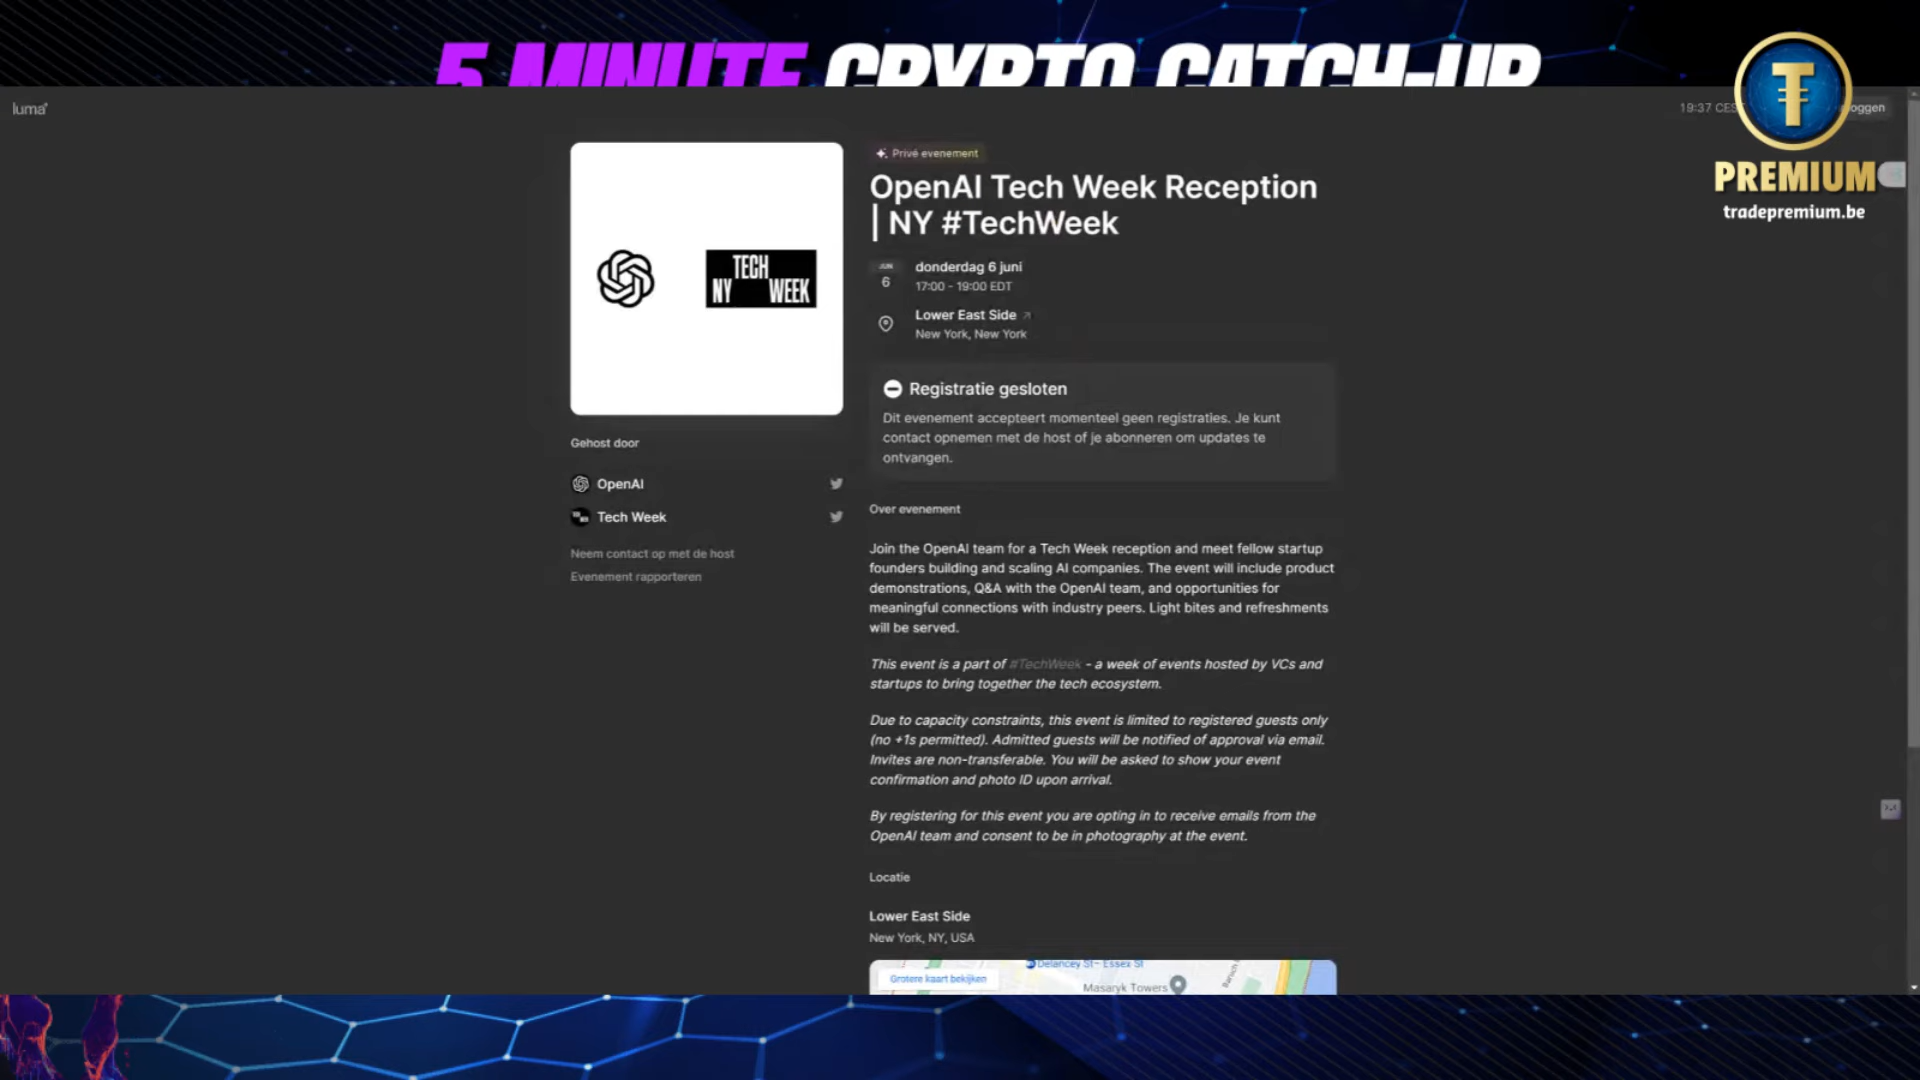 5 MINUTE CRYPTO CATCH-UP
luma
19:37 CEST
PREMIUM
tradepremium.be
TECH
NY WEEK
Privé evenement
OpenAI Tech Week Reception
| NY #TechWeek
JUN
6
donderdag 6 juni
17:00 - 19:00 EDT
Lower East Side
New York, New York
Registratie gesloten
Dit evenement accepteert momenteel geen registraties. Je kunt
contact opnemen met de host of je abonneren om updates te
ontvangen.
Gehost door
OpenAI
Tech Week
Neem contact op met de host
Evenement rapporteren
Over evenement
Join the OpenAI team for a Tech Week reception and meet fellow startup
founders building and scaling AI companies. The event will include product
demonstrations, Q&A with the OpenAI team, and opportunities for
meaningful connections with industry peers. Light bites and refreshments
will be served.
This event is a part of #TechWeek - a week of events hosted by VCs and
startups to bring together the tech ecosystem.
Due to capacity constraints, this event is limited to registered guests only
(no +1s permitted). Admitted guests will be notified of approval via email.
Invites are non-transferable. You will be asked to show your event
confirmation and photo ID upon arrival.
By registering for this event you are opting in to receive emails from the
OpenAI team and consent to be in photography at the event.
Locatie
Lower East Side
New York, NY, USA
Grotere kaart bekijken
Delancey St- Essex St
Masaryk Towers